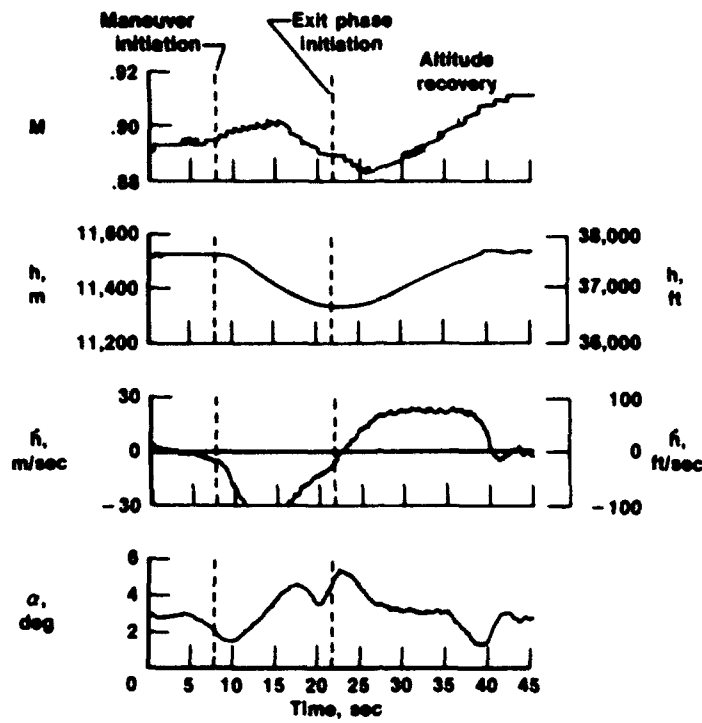 Maneuver initiation
Exit phase initiation
Altitude recovery
.92
M
.90
.88
11,600
38,000
h, m
11,400
37,000
h, ft
11,200
36,000
30
100
ḣ, m/sec
0
0
ḣ, ft/sec
-30
-100
6
α, deg
4
2
0
5
10
15
20
25
30
35
40
45
Time, sec